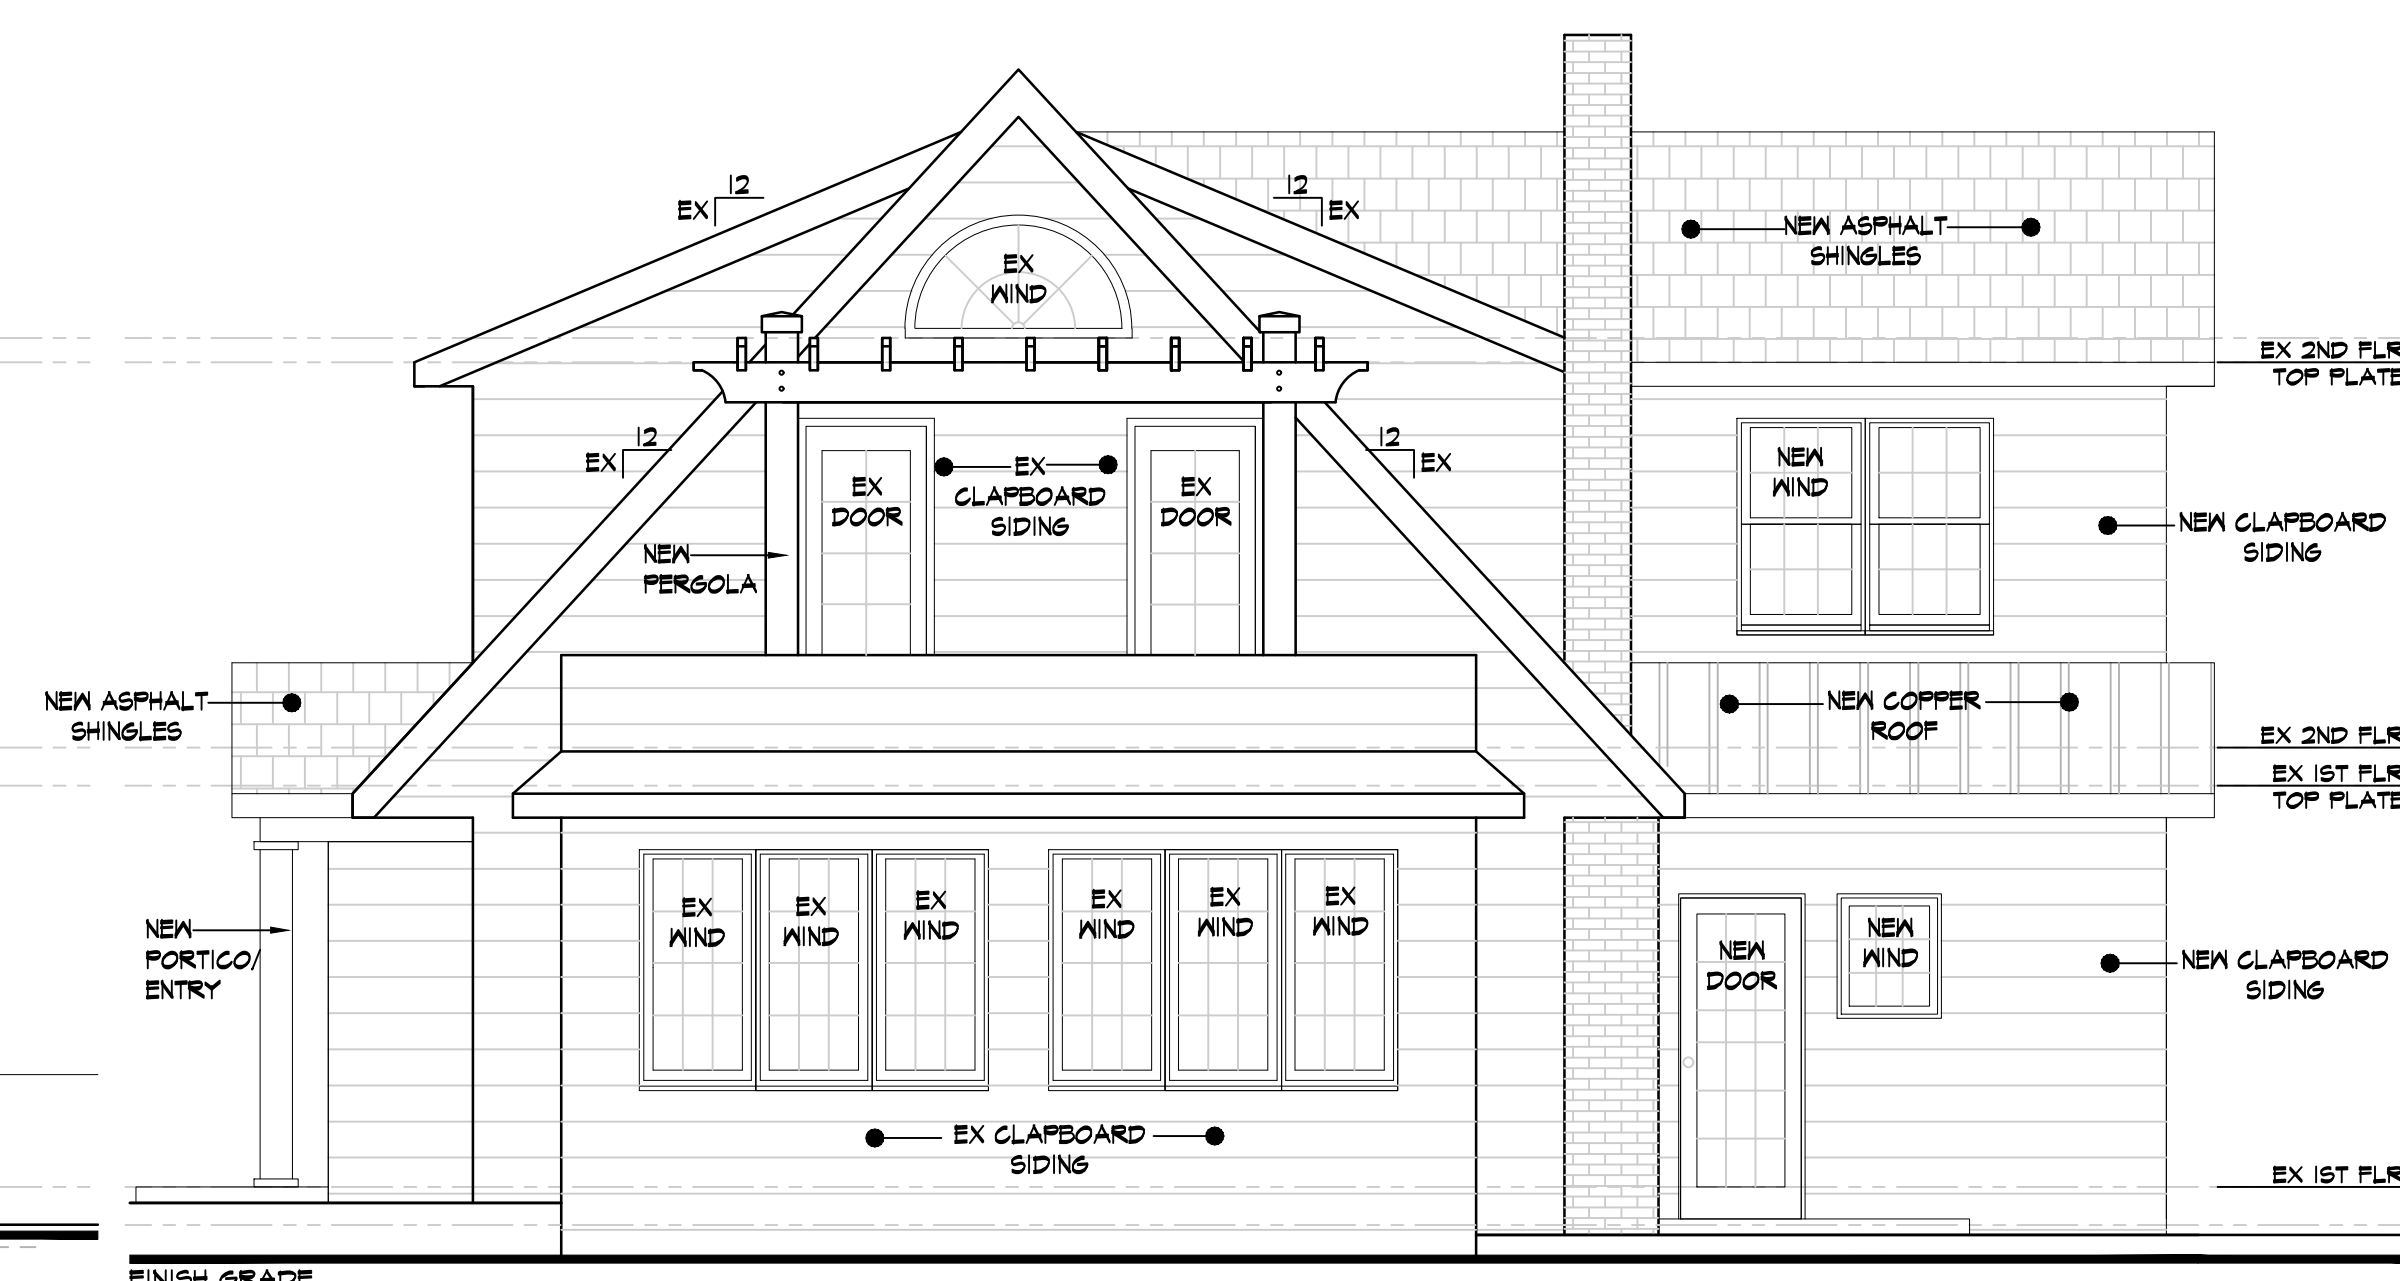 12
EX
12
EX
NEW ASPHALT
SHINGLES
EX
WIND
EX 2ND FLR
TOP PLATE
12
EX
12
EX
NEW
WIND
EX
DOOR
EX
CLAPBOARD
SIDING
EX
DOOR
NEW CLAPBOARD
SIDING
NEW
PERGOLA
NEW ASPHALT
SHINGLES
NEW COPPER
ROOF
EX 2ND FLR
EX 1ST FLR
TOP PLATE
EX
WIND
EX
WIND
EX
WIND
EX
WIND
EX
WIND
EX
WIND
NEW
DOOR
NEW
WIND
NEW
PORTICO/
ENTRY
NEW CLAPBOARD
SIDING
EX CLAPBOARD
SIDING
EX 1ST FLR
FINISH GRADE